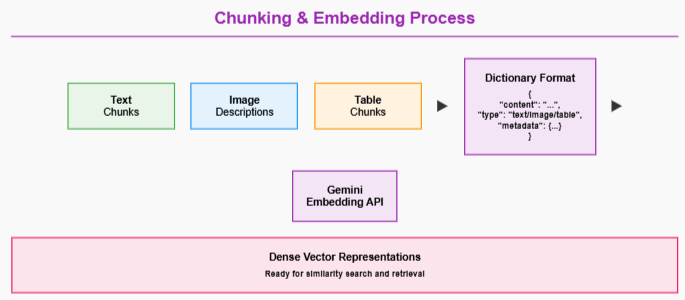 Chunking & Embedding Process
Text
Chunks
Image
Descriptions
Table
Chunks
Dictionary Format
{
"content": "...",
"type": "text/image/table",
"metadata": {...}
}
Gemini
Embedding API
Dense Vector Representations
Ready for similarity search and retrieval